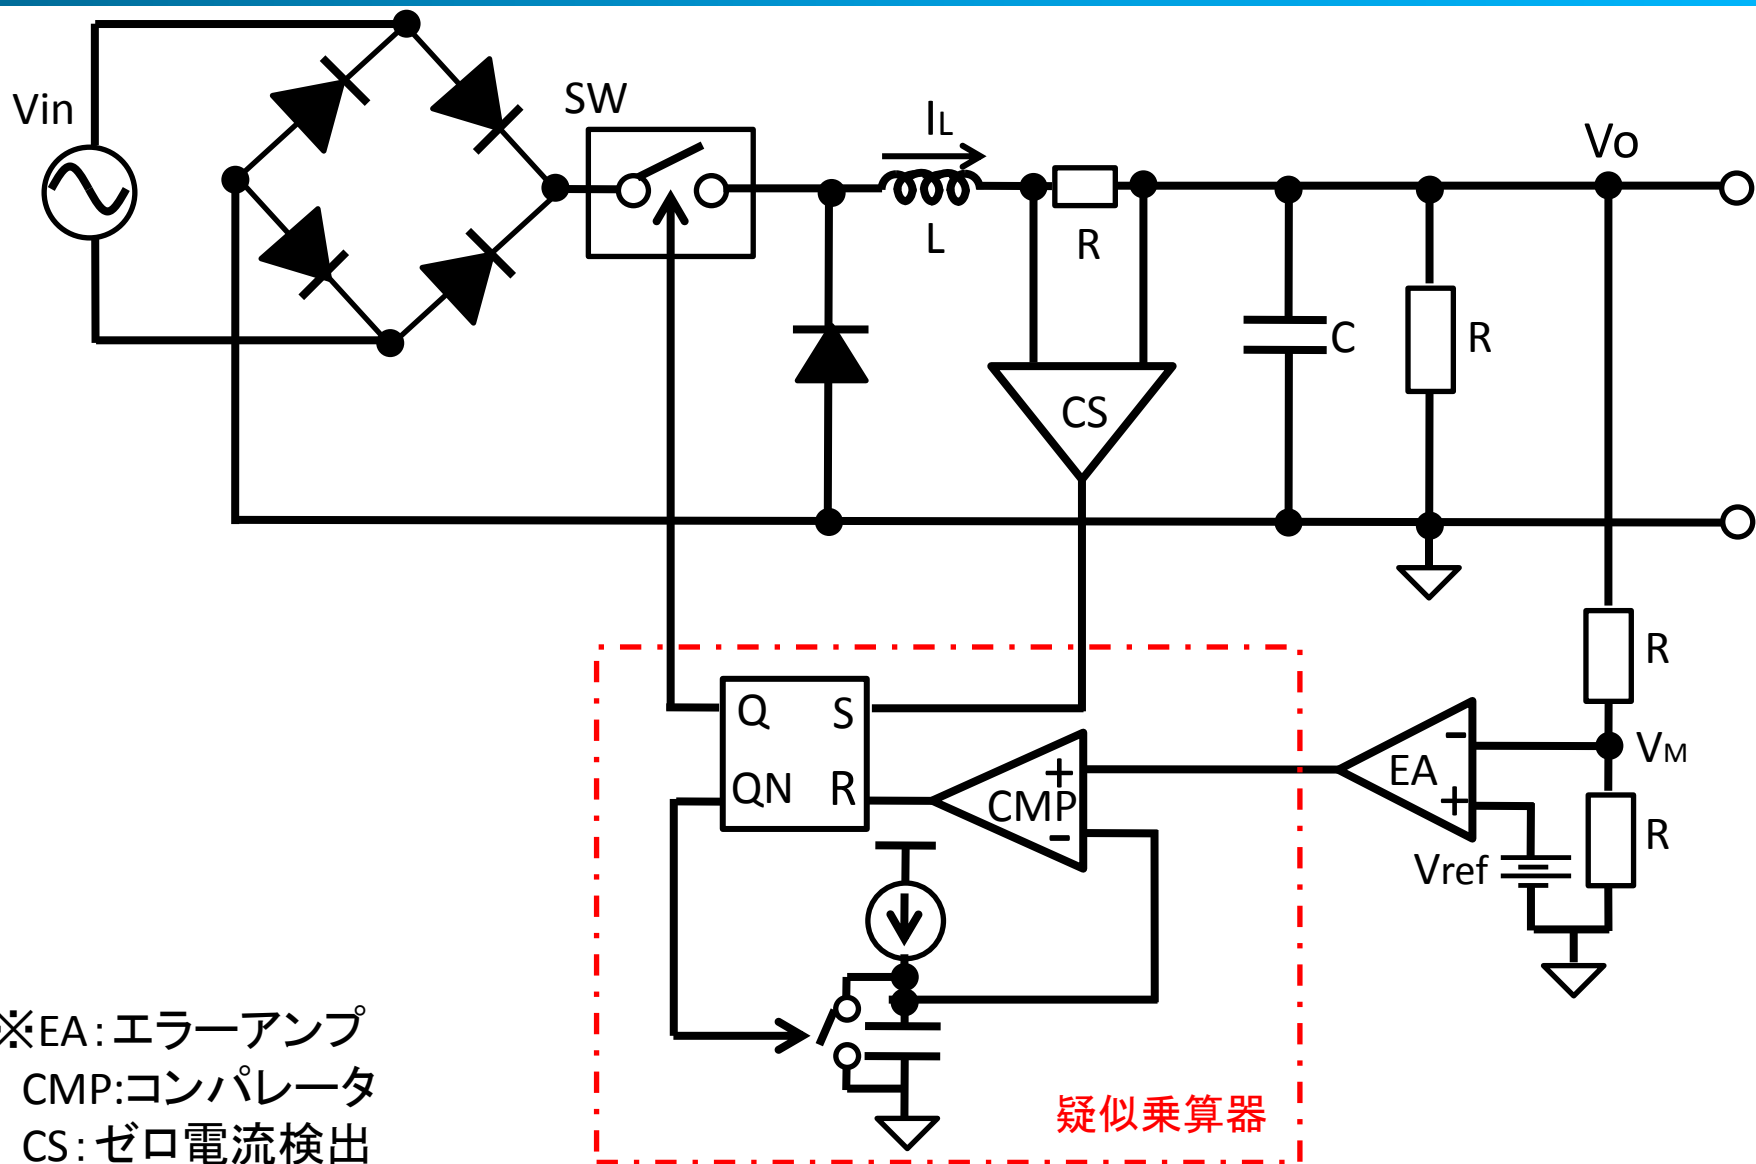 Vin
SW
IL
L
R
Vo
C
R
CS
R
VM
R
EA
-
+
Vref
Q
S
QN
R
CMP
+
-
疑似乗算器
※EA:エラーアンプ
CMP:コンパレータ
CS:ゼロ電流検出